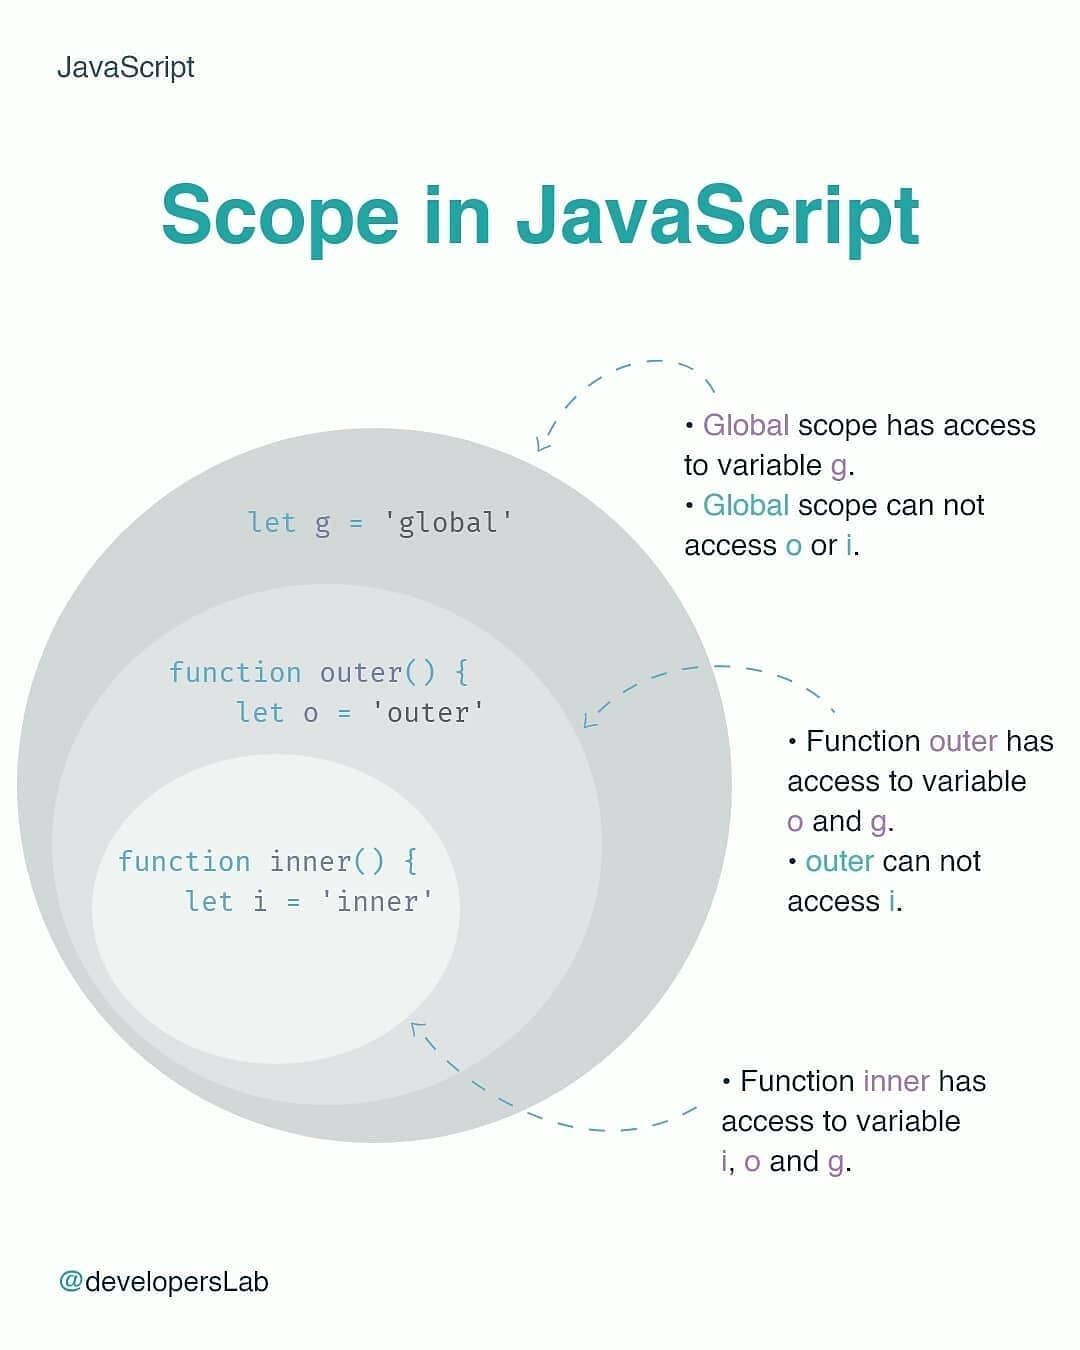 JavaScript
Scope in JavaScript
• Global scope has access
to variable g.
• Global scope can not
access o or i.
let g = 'global'
function outer() {
let o = 'outer'
• Function outer has
access to variable
o and g.
• outer can not
access i.
function inner() {
let i = 'inner'
• Function inner has
access to variable
i, o and g.
@developersLab